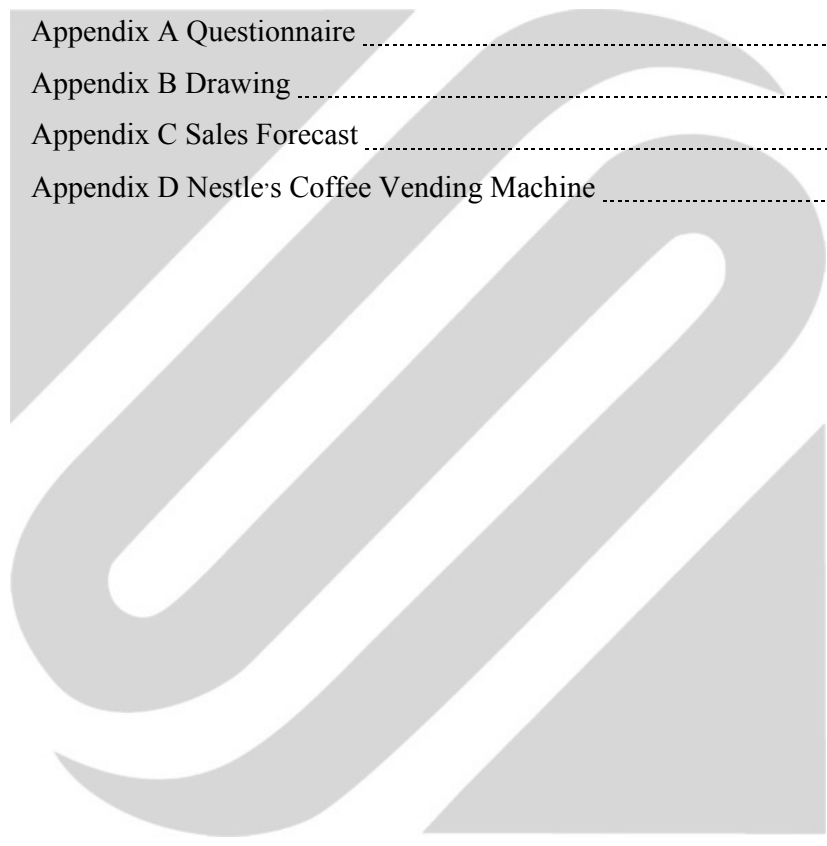 Appendix A Questionnaire
Appendix B Drawing
Appendix C Sales Forecast
Appendix D Nestle's Coffee Vending Machine